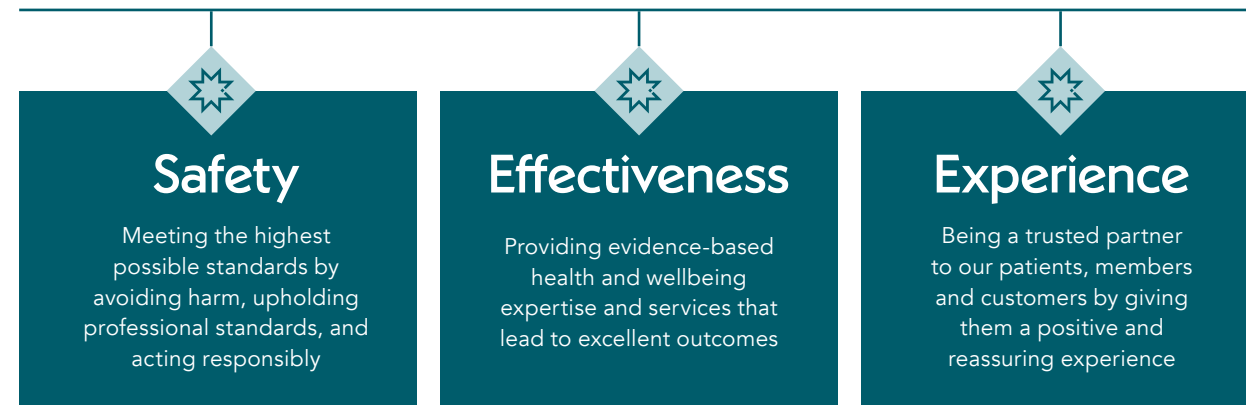 Safety
Meeting the highest
possible standards by
avoiding harm, upholding
professional standards, and
acting responsibly
Effectiveness
Providing evidence-based
health and wellbeing
expertise and services that
lead to excellent outcomes
Experience
Being a trusted partner
to our patients, members
and customers by giving
them a positive and
reassuring experience